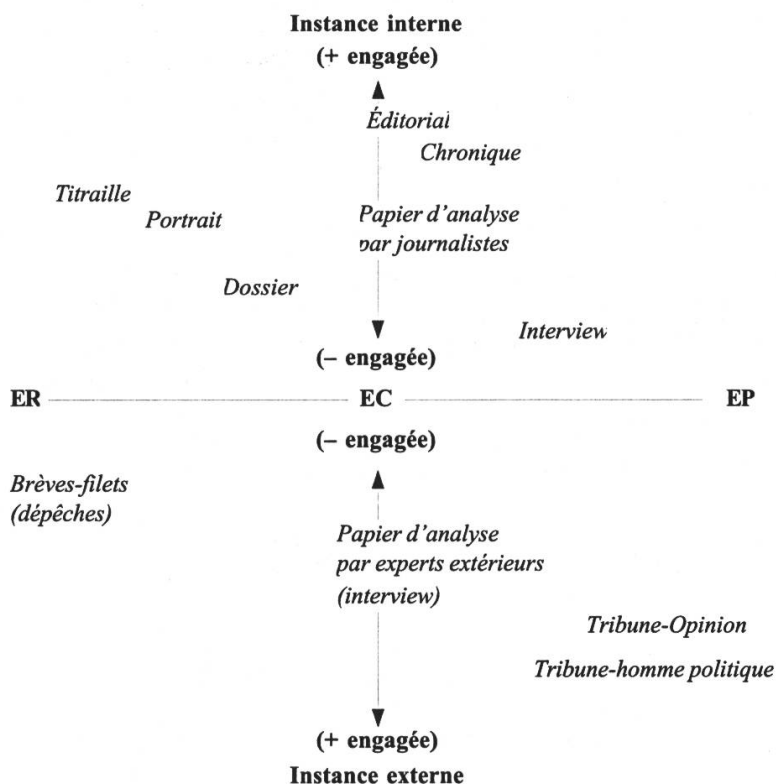 Instance interne
(+ engagée)
Éditorial
Chronique
Titraille
Portrait
Papier d'analyse
par journalistes
Dossier
Interview
(– engagée)
ER EC EP
(– engagée)
Brèves-filets
(dépêches)
Papier d'analyse
par experts extérieurs
(interview)
Tribune-Opinion
Tribune-homme politique
(+ engagée)
Instance externe